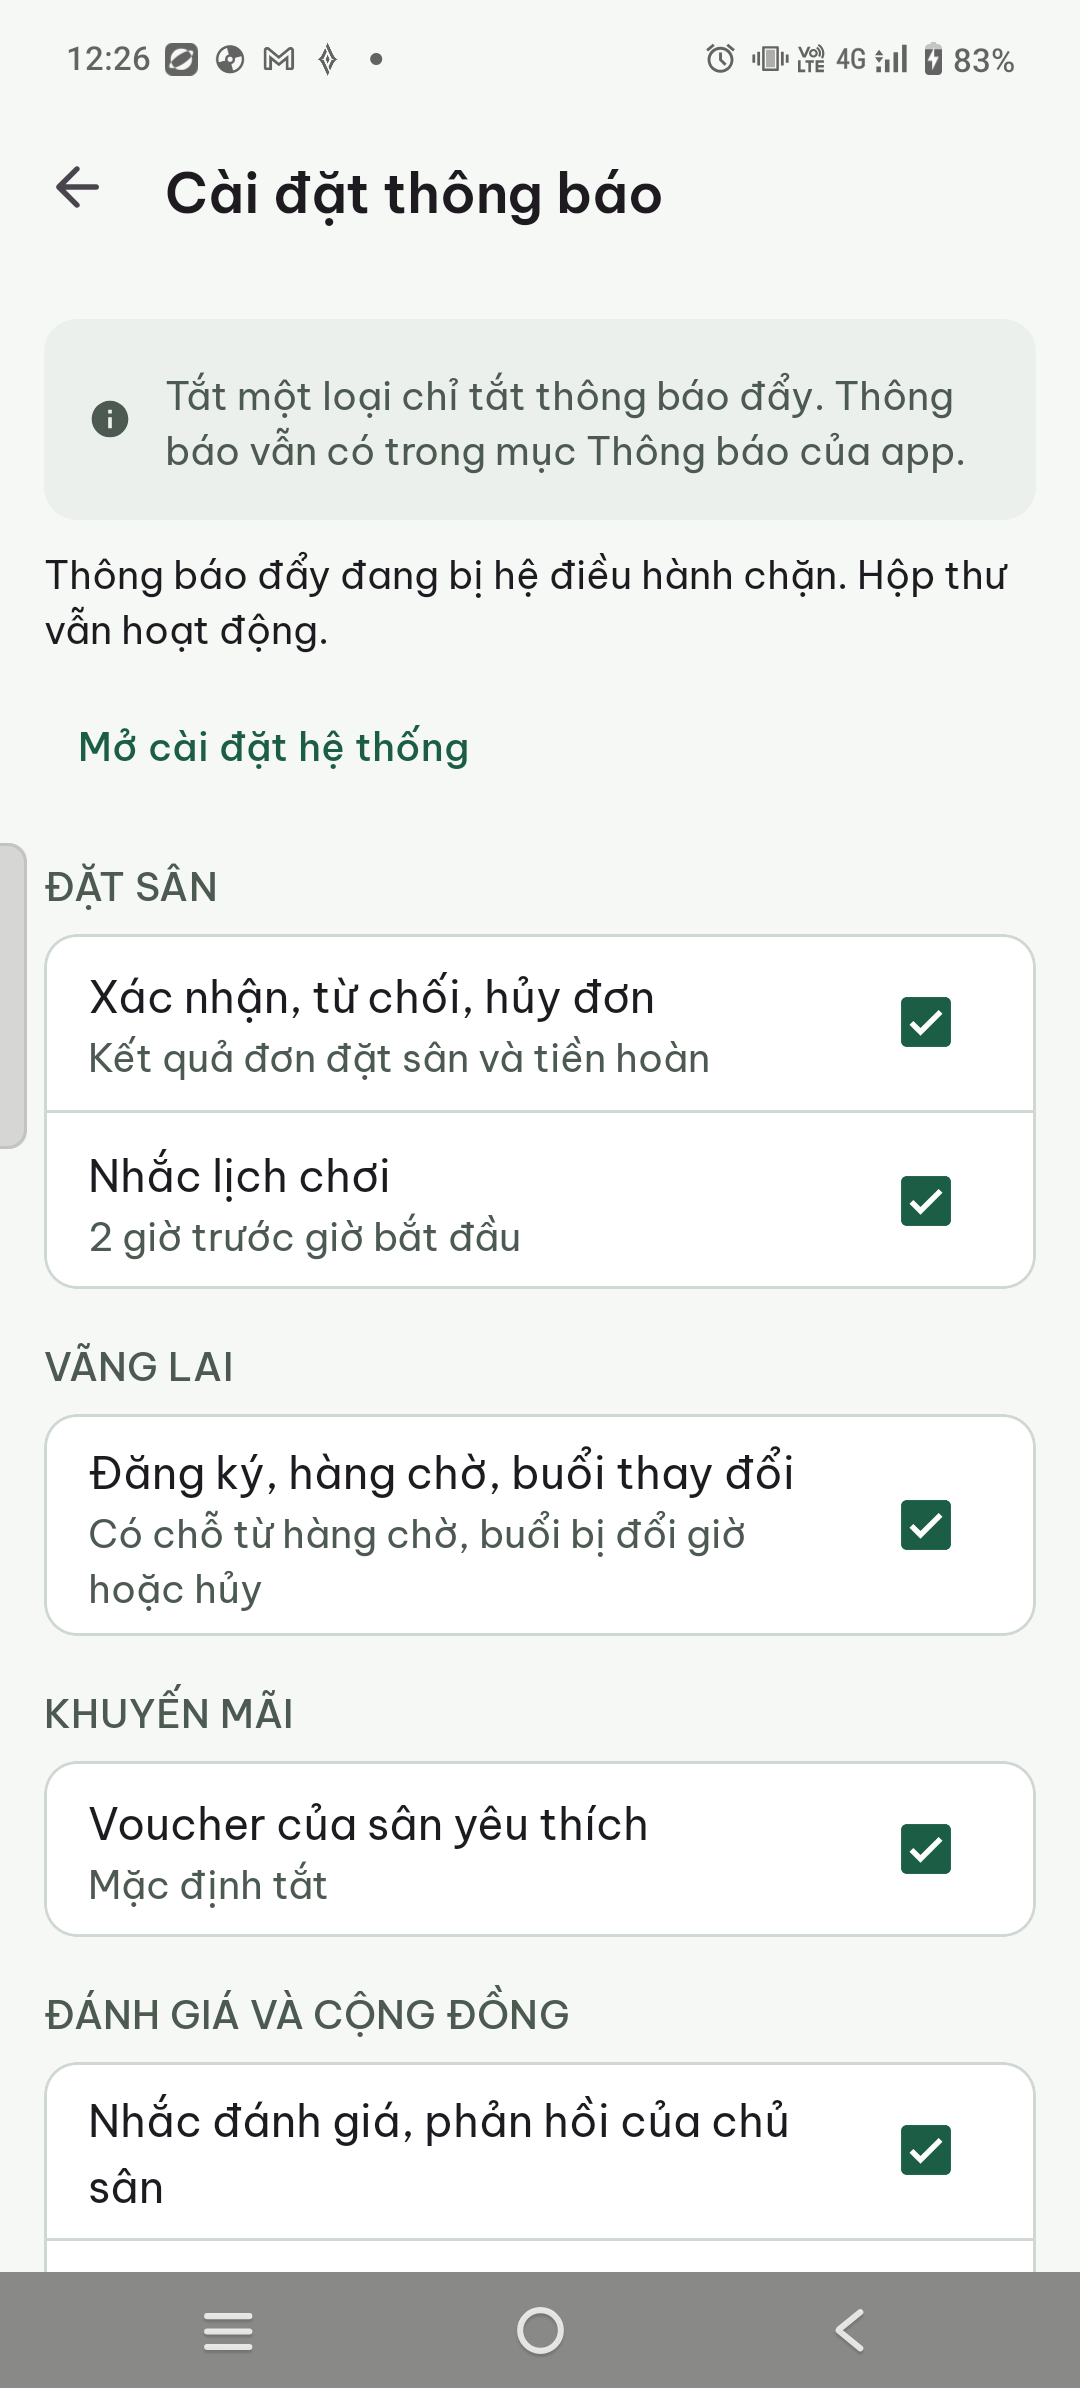 12:26
VO)) LTE 4G 83%
Cài đặt thông báo
Tắt một loại chỉ tắt thông báo đẩy. Thông
báo vẫn có trong mục Thông báo của app.
Thông báo đẩy đang bị hệ điều hành chặn. Hộp thư
vẫn hoạt động.
Mở cài đặt hệ thống
ĐẶT SÂN
Xác nhận, từ chối, hủy đơn
Kết quả đơn đặt sân và tiền hoàn
Nhắc lịch chơi
2 giờ trước giờ bắt đầu
VÃNG LAI
Đăng ký, hàng chờ, buổi thay đổi
Có chỗ từ hàng chờ, buổi bị đổi giờ
hoặc hủy
KHUYẾN MÃI
Voucher của sân yêu thích
Mặc định tắt
ĐÁNH GIÁ VÀ CỘNG ĐỒNG
Nhắc đánh giá, phản hồi của chủ
sân